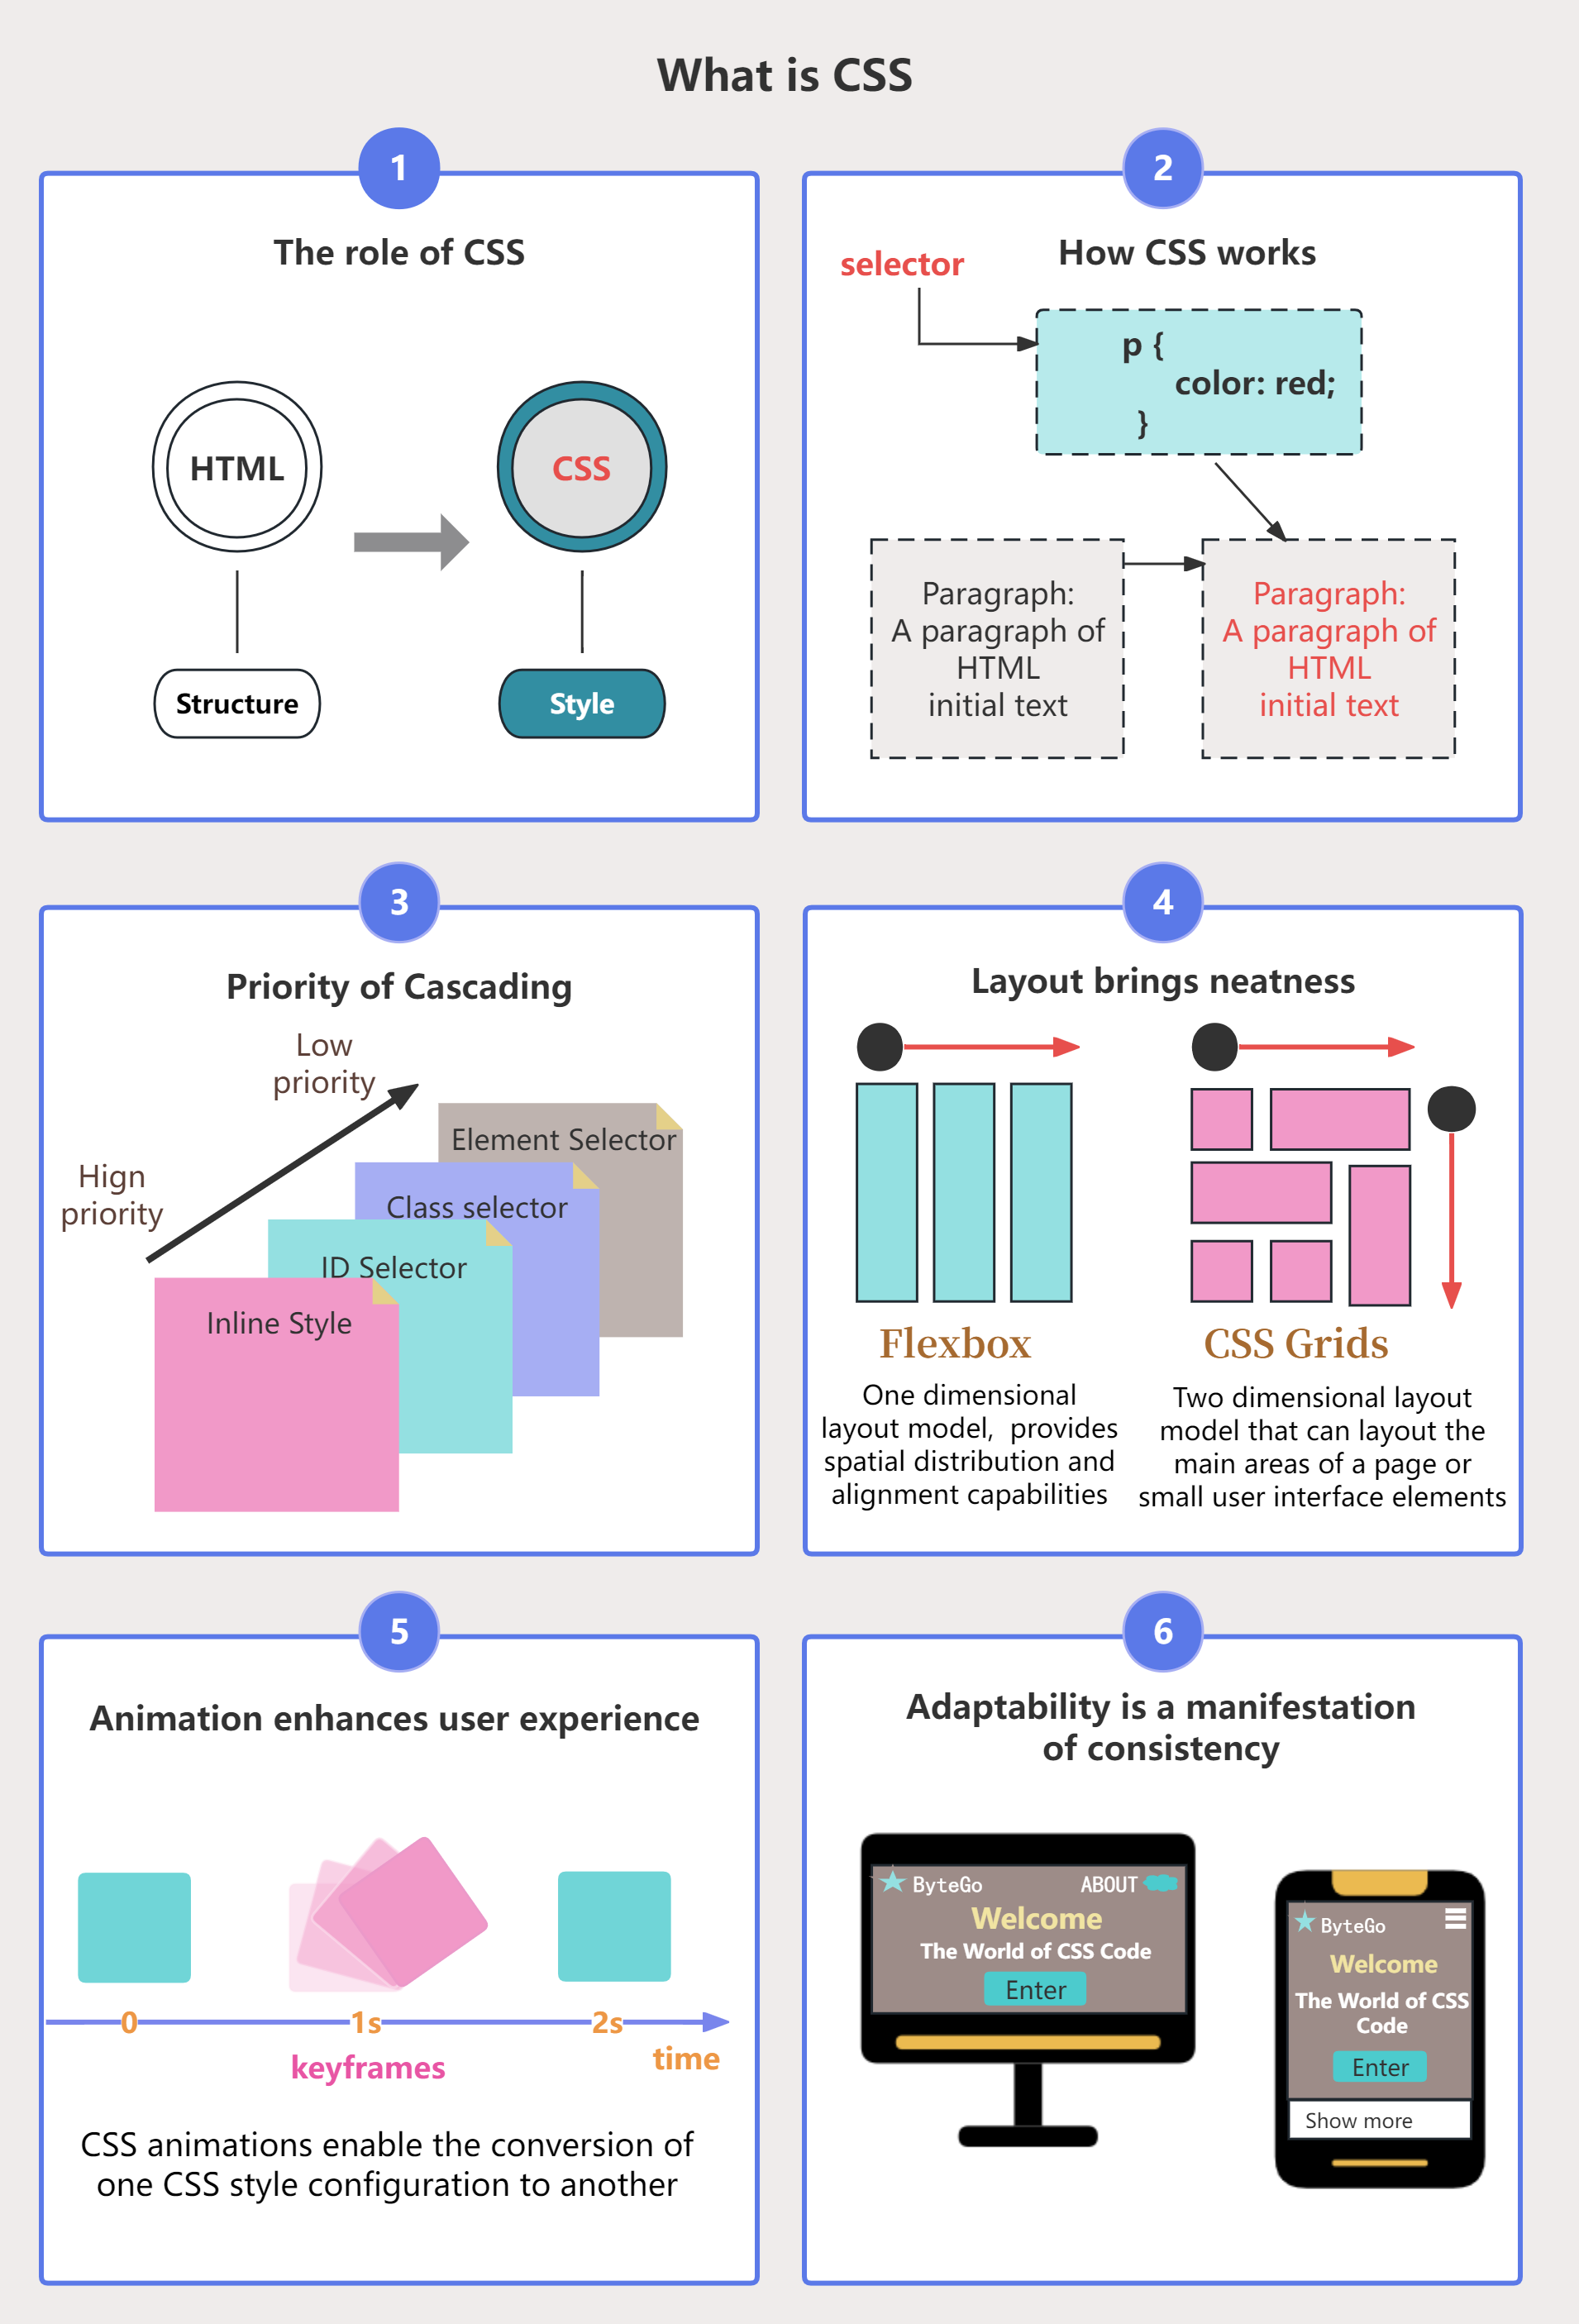 What is CSS
1
The role of CSS
HTML
CSS
Structure
Style
2
How CSS works
selector
p {
color: red;
}
Paragraph:
A paragraph of
HTML
initial text
Paragraph:
A paragraph of
HTML
initial text
3
Priority of Cascading
Low
priority
Hign
priority
Element Selector
Class selector
ID Selector
Inline Style
4
Layout brings neatness
Flexbox
One dimensional
layout model, provides
spatial distribution and
alignment capabilities
CSS Grids
Two dimensional layout
model that can layout the
main areas of a page or
small user interface elements
5
Animation enhances user experience
0
1s
2s
keyframes
time
CSS animations enable the conversion of
one CSS style configuration to another
6
Adaptability is a manifestation
of consistency
ByteGo
ABOUT
Welcome
The World of CSS Code
Enter
ByteGo
Welcome
The World of CSS
Code
Enter
Show more